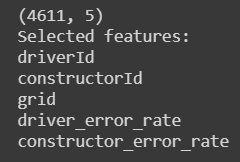 (4611, 5)
Selected features:
driverId
constructorId
grid
driver_error_rate
constructor_error_rate